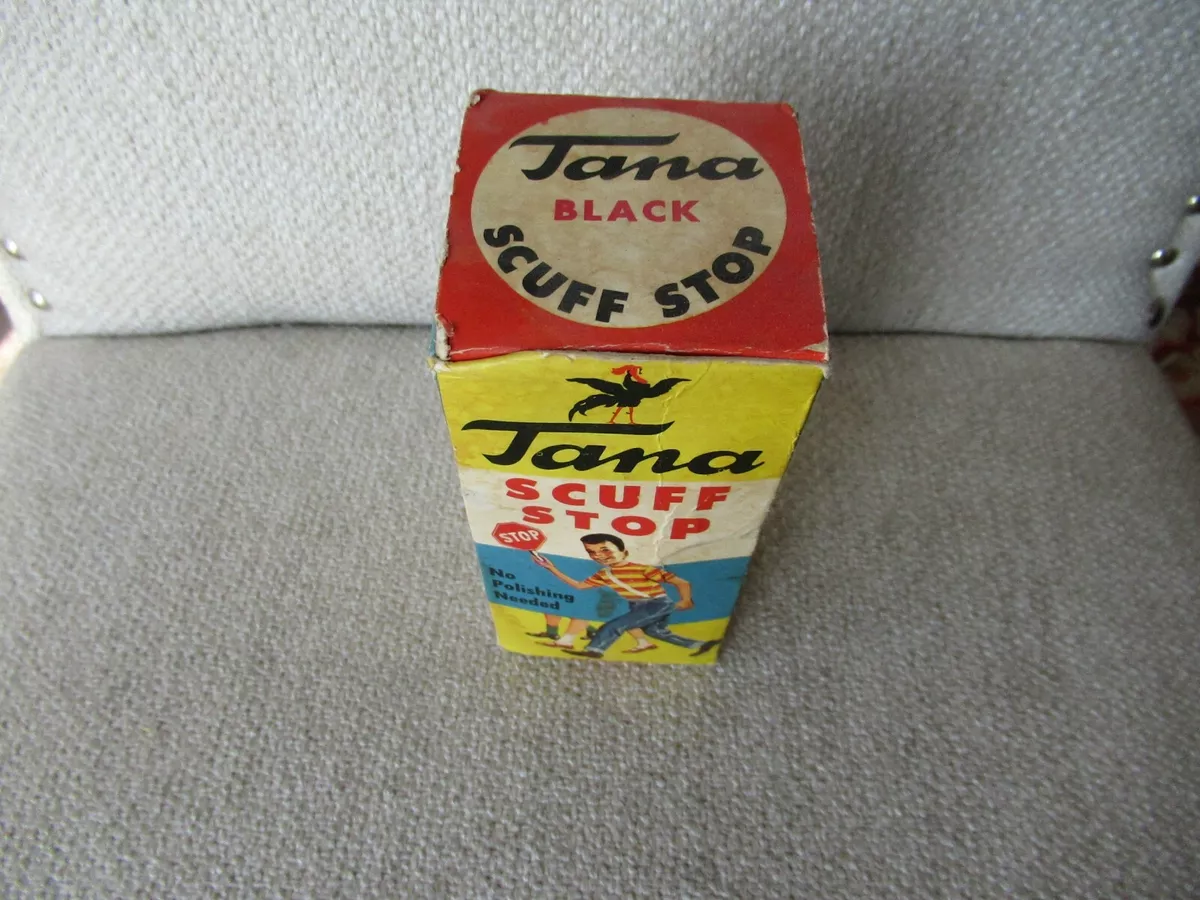 Tana
BLACK
SCUFF STOP
Tana
SCUFF
STOP
STOP
No
Polishing
Needed